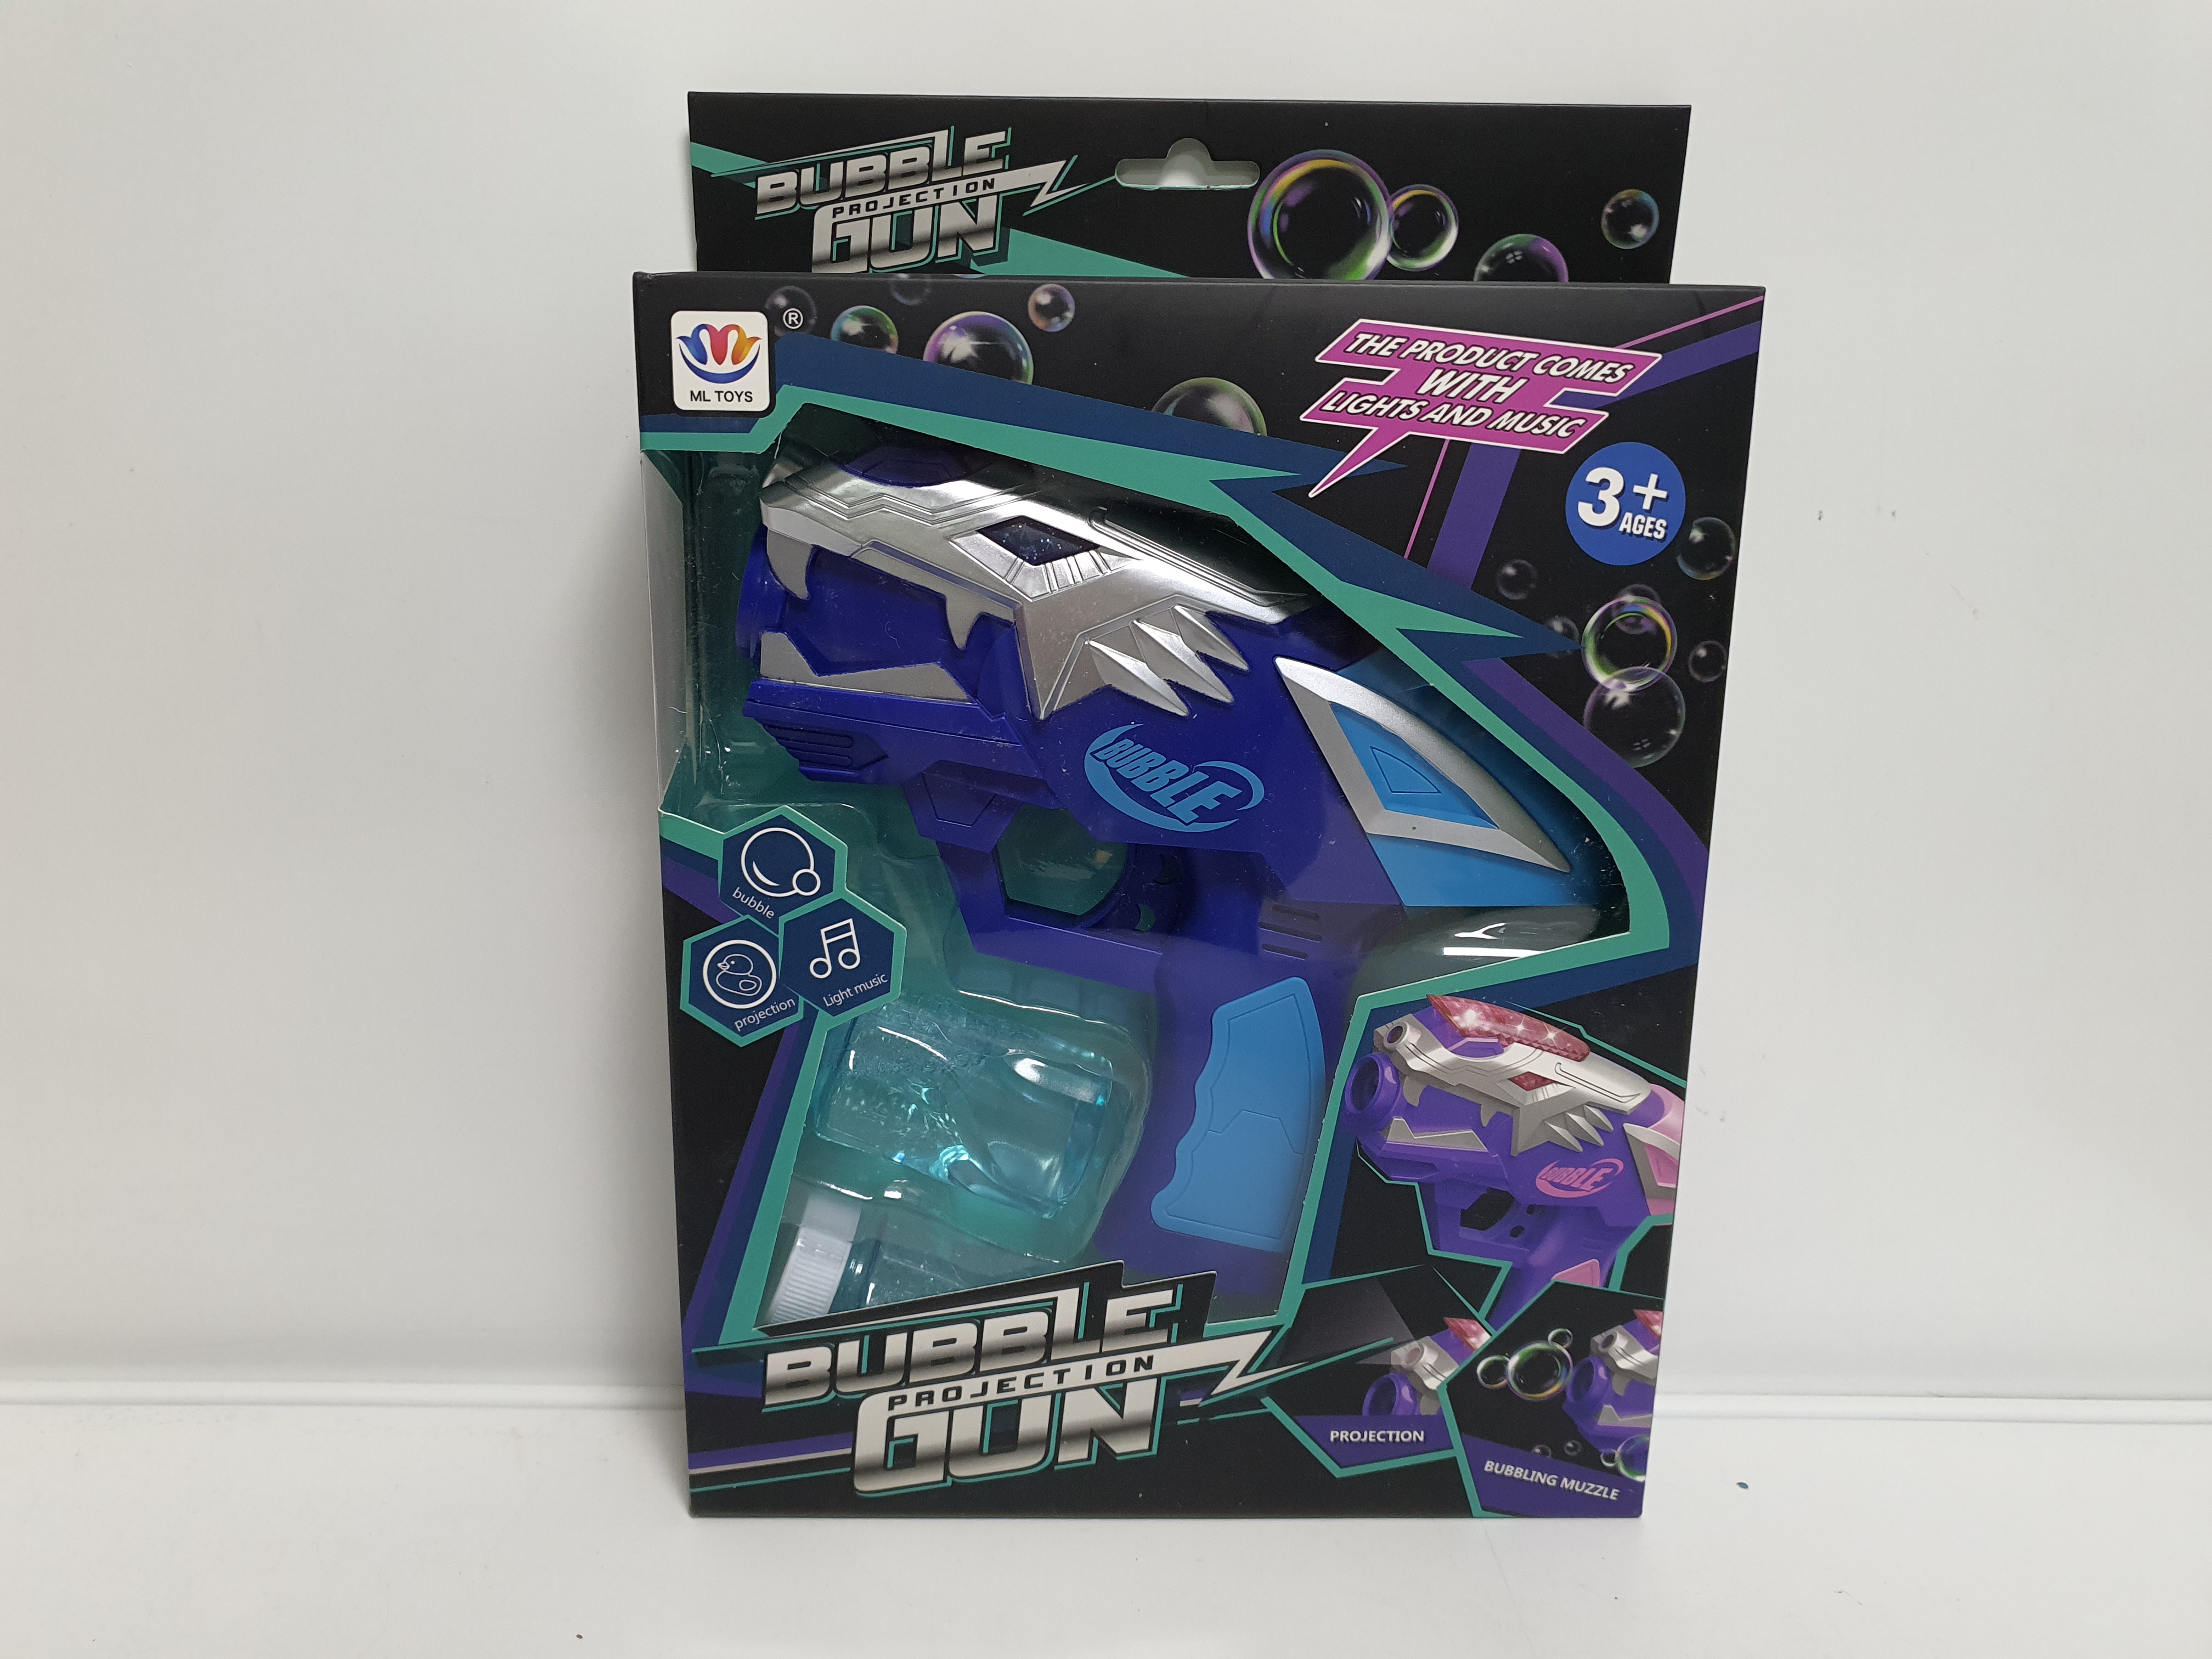 BUBBLE
PROJECTION
GUN
ML TOYS
®
THE PRODUCT COMES
WITH
LIGHTS AND MUSIC
3+
AGES
BUBBLE
bubble
Light music
projection
BUBBLE
BUBBLE
PROJECTION
GUN
PROJECTION
BUBBLING MUZZLE